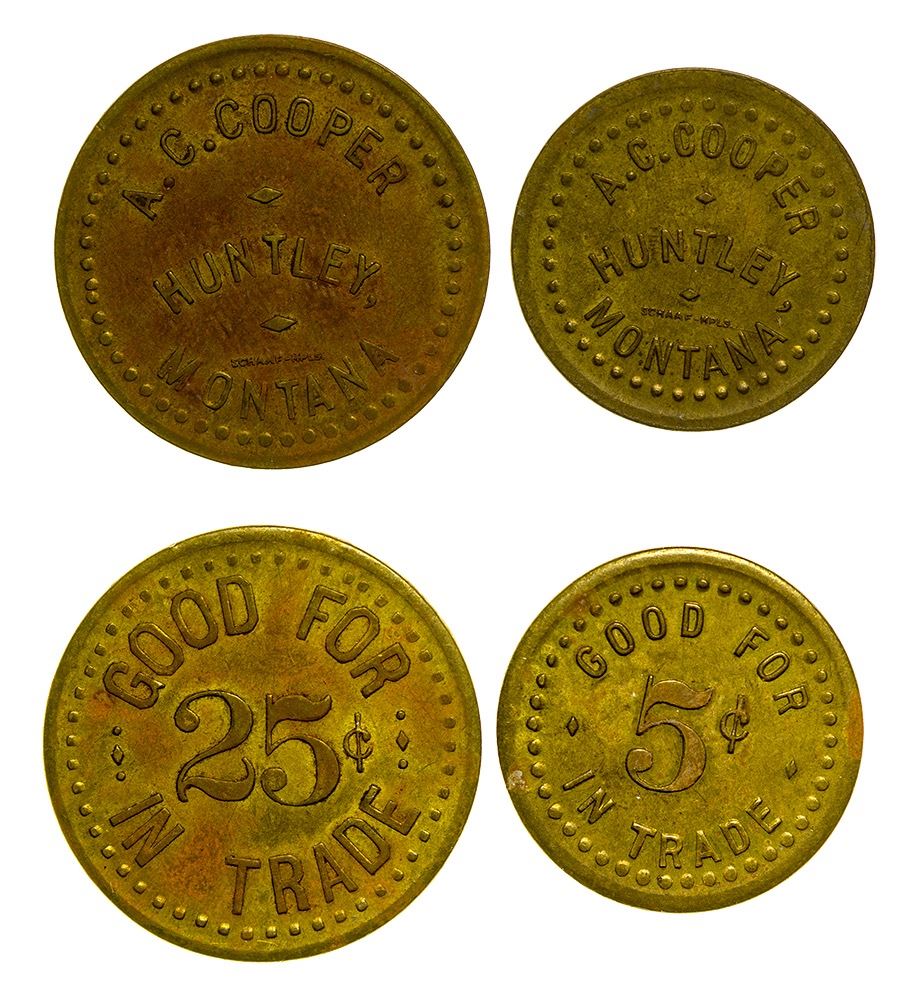 A. C. COOPER
HUNTLEY,
SCHAAF-MPLS.
MONTANA
A. C. COOPER
HUNTLEY,
SCHAAF-MPLS.
MONTANA
GOOD FOR
25¢
IN TRADE
GOOD FOR
5¢
IN TRADE